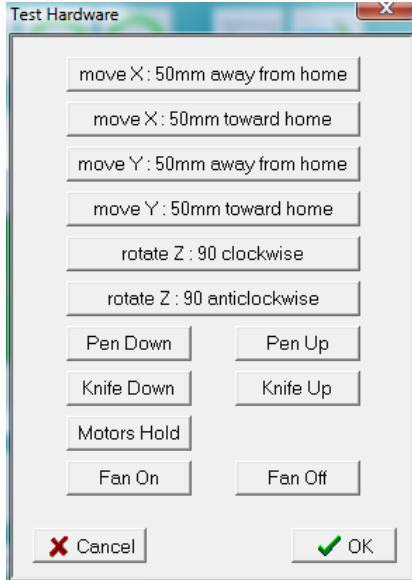 Test Hardware
move X : 50mm away from home
move X : 50mm toward home
move Y : 50mm away from home
move Y : 50mm toward home
rotate Z : 90 clockwise
rotate Z : 90 anticlockwise
Pen Down Pen Up
Knife Down Knife Up
Motors Hold
Fan On Fan Off
Cancel OK